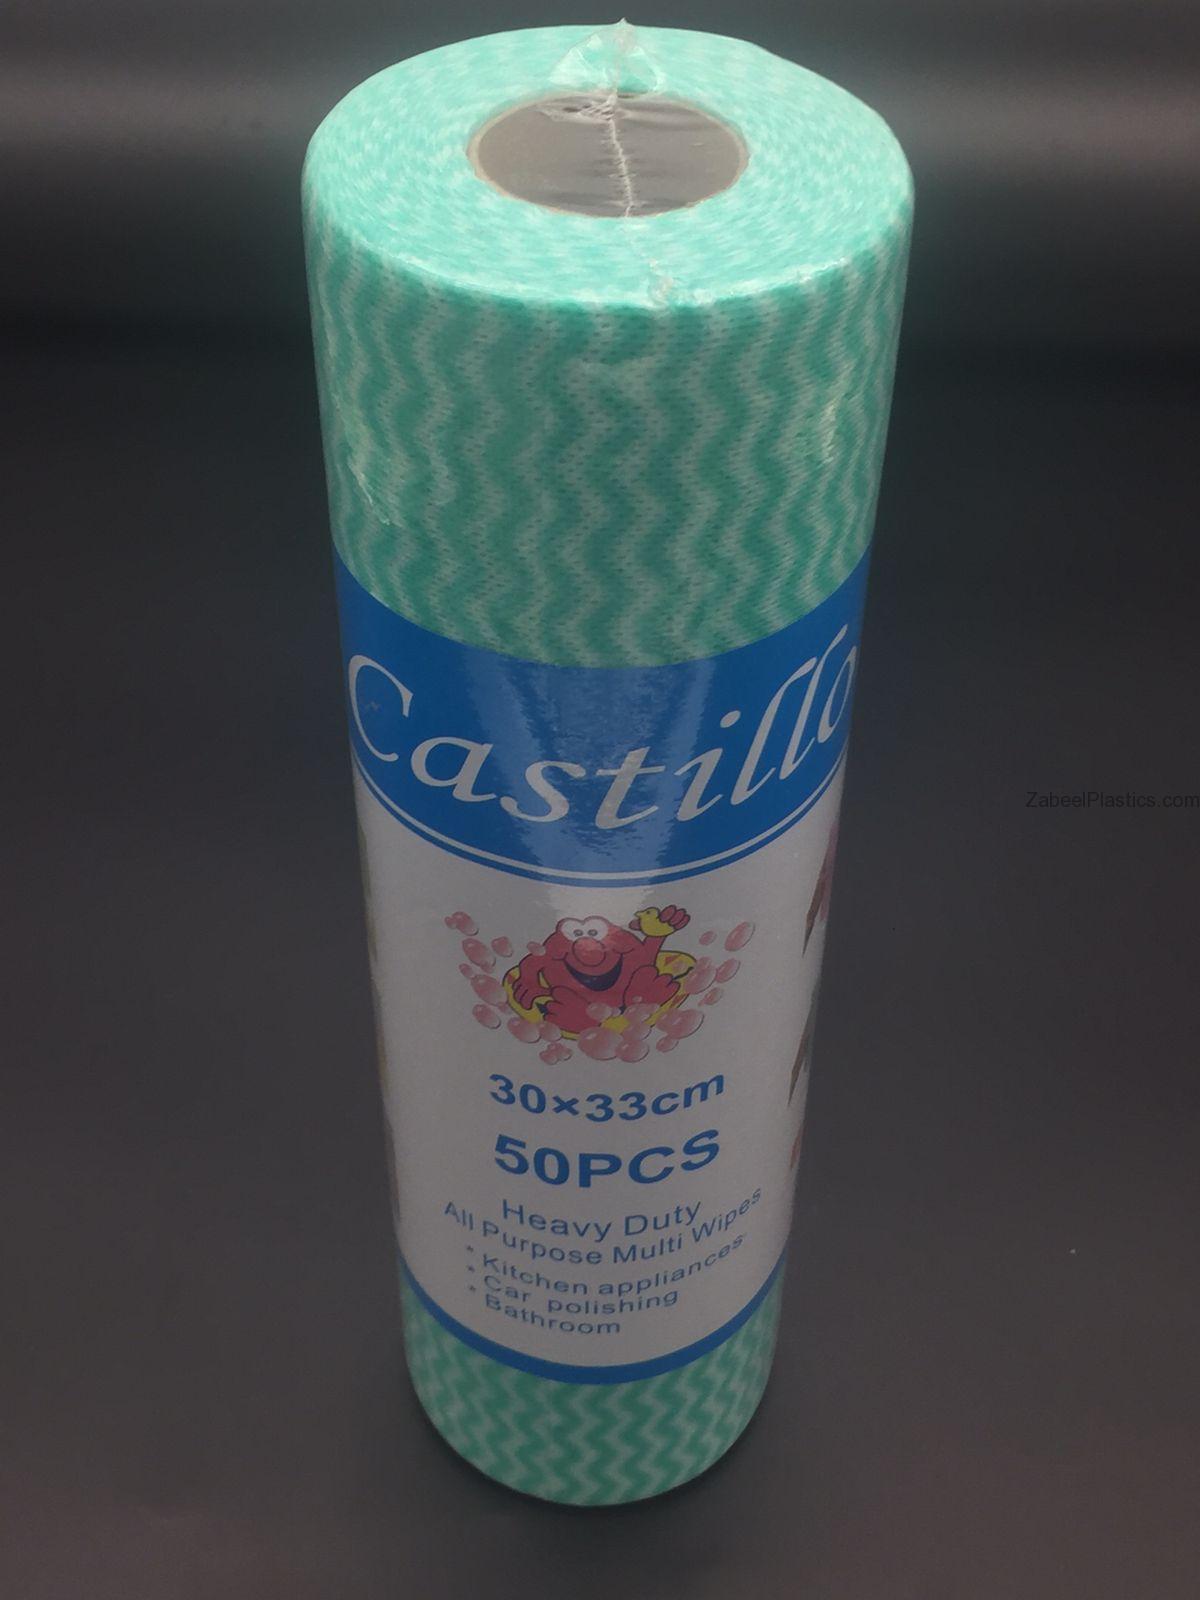 Castillo
ZabeelPlastics.com
30×33cm
50PCS
Heavy Duty
All Purpose Multi Wipes
* Kitchen appliances
* Car polishing
* Bathroom